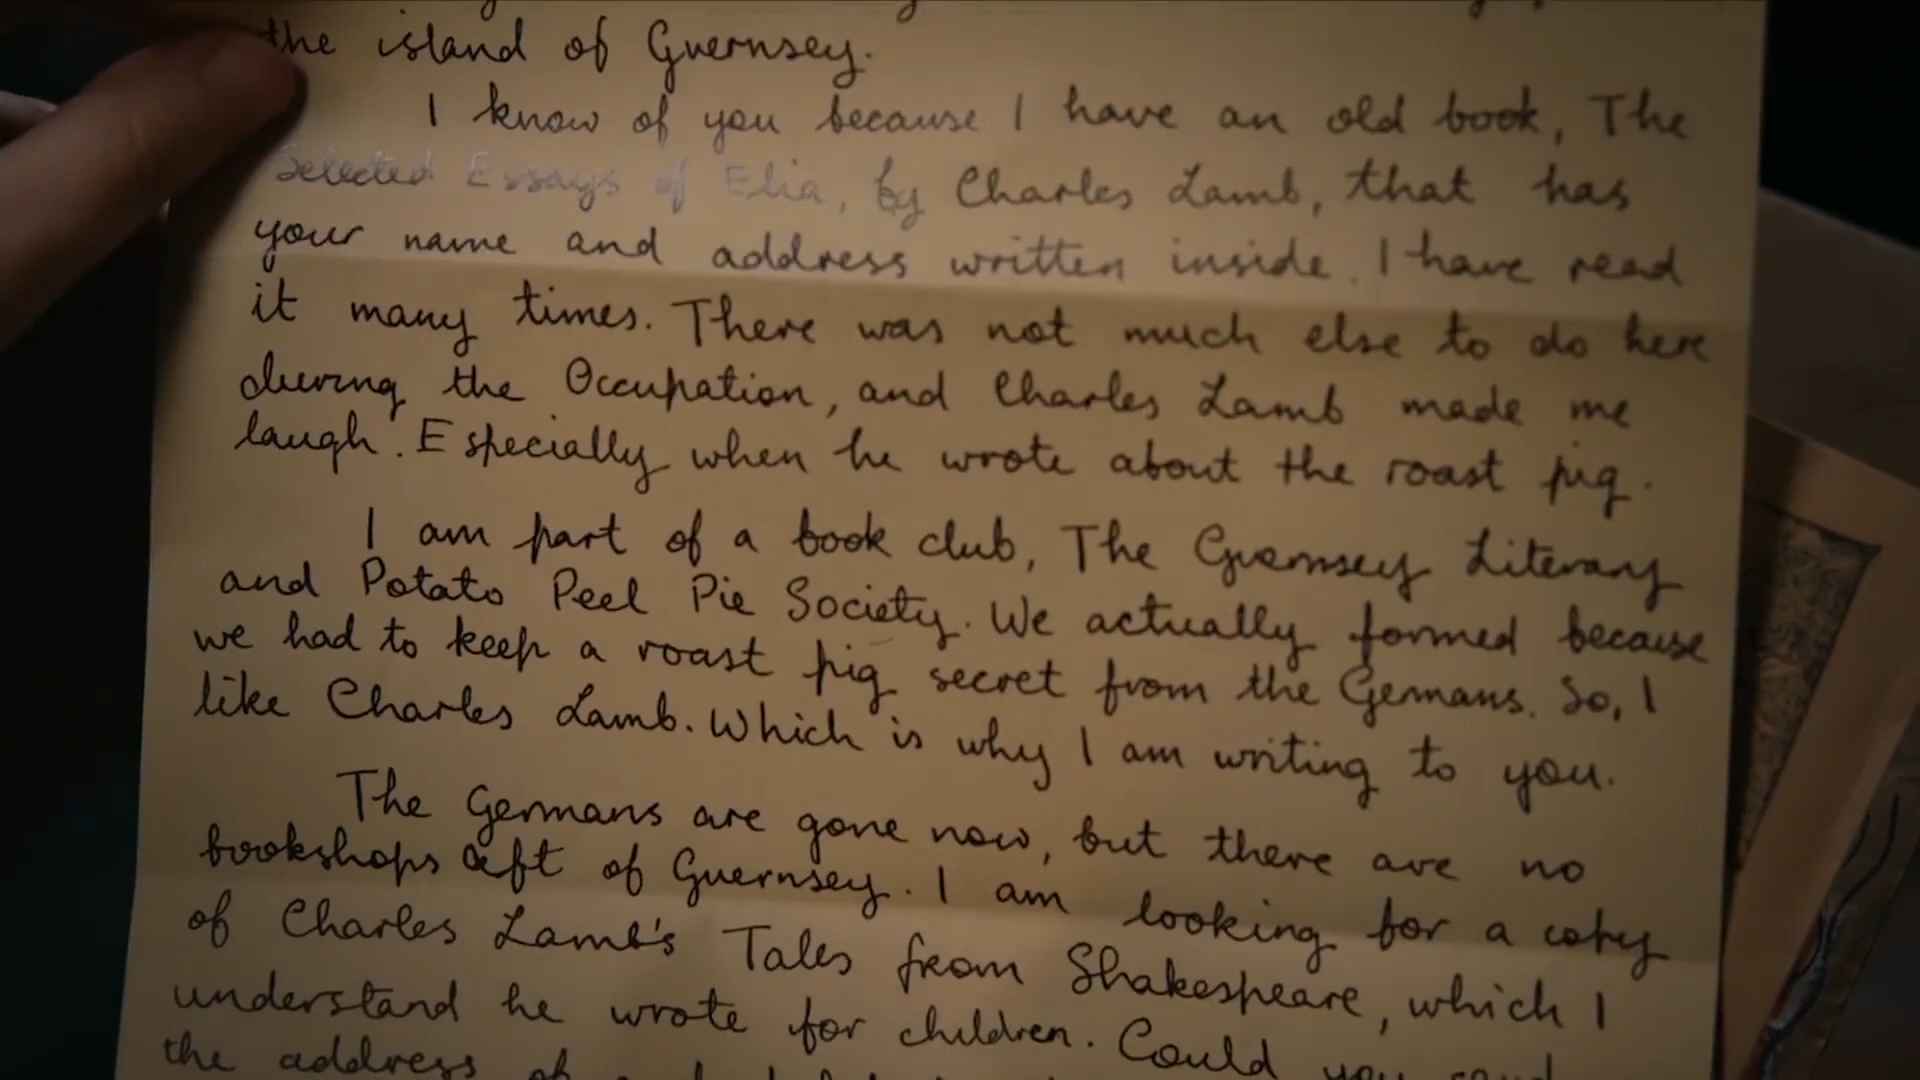 the island of Guernsey.
I know of you because I have an old book, The
Selected Essays of Elia, by Charles Lamb, that has
your name and address written inside. I have read
it many times. There was not much else to do here
during the Occupation, and Charles Lamb made me
laugh. Especially when he wrote about the roast pig.
I am part of a book club, The Guernsey Literary
and Potato Peel Pie Society. We actually formed because
we had to keep a roast pig secret from the Germans. So, I
like Charles Lamb. Which is why I am writing to you.
The Germans are gone now, but there are no
bookshops left of Guernsey. I am looking for a copy
of Charles Lamb's Tales from Shakespeare, which I
understand he wrote for children. Could you send
the address of a